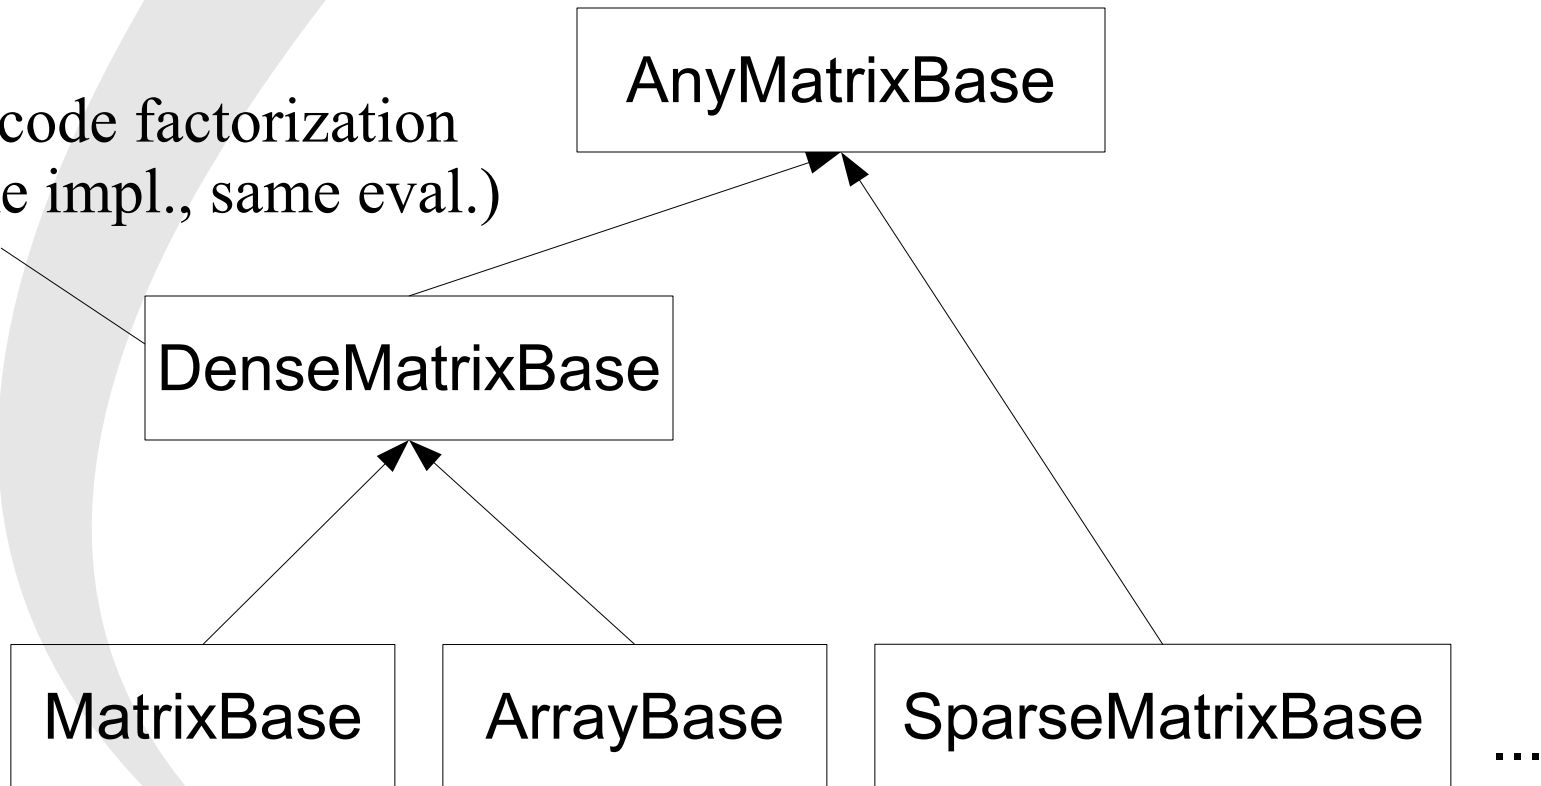 AnyMatrixBase
code factorization
impl., same eval.)
DenseMatrixBase
MatrixBase
ArrayBase
SparseMatrixBase
...